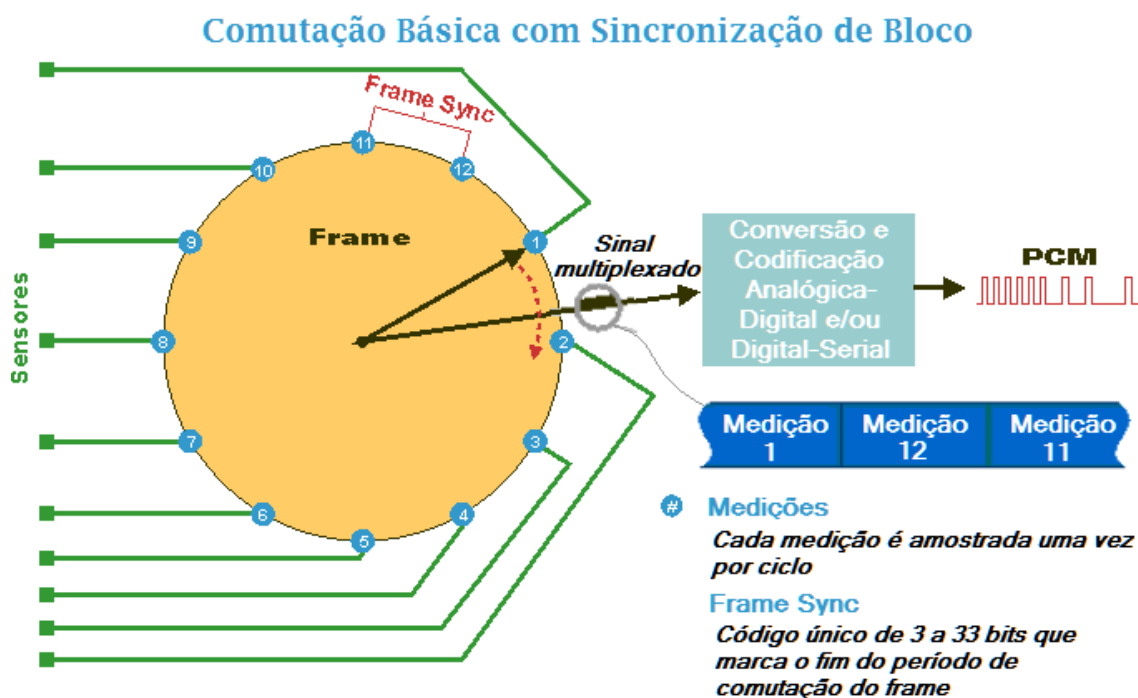 Comutação Básica com Sincronização de Bloco
Frame Sync
11
12
10
1
9
Frame
Sinal
multiplexado
Conversão e
Codificação
Analógica-
Digital e/ou
Digital-Serial
PCM
Sensores
8
2
7
3
6
4
5
Medição
1
Medição
12
Medição
11
# Medições
Cada medição é amostrada uma vez
por ciclo
Frame Sync
Código único de 3 a 33 bits que
marca o fim do período de
comutação do frame